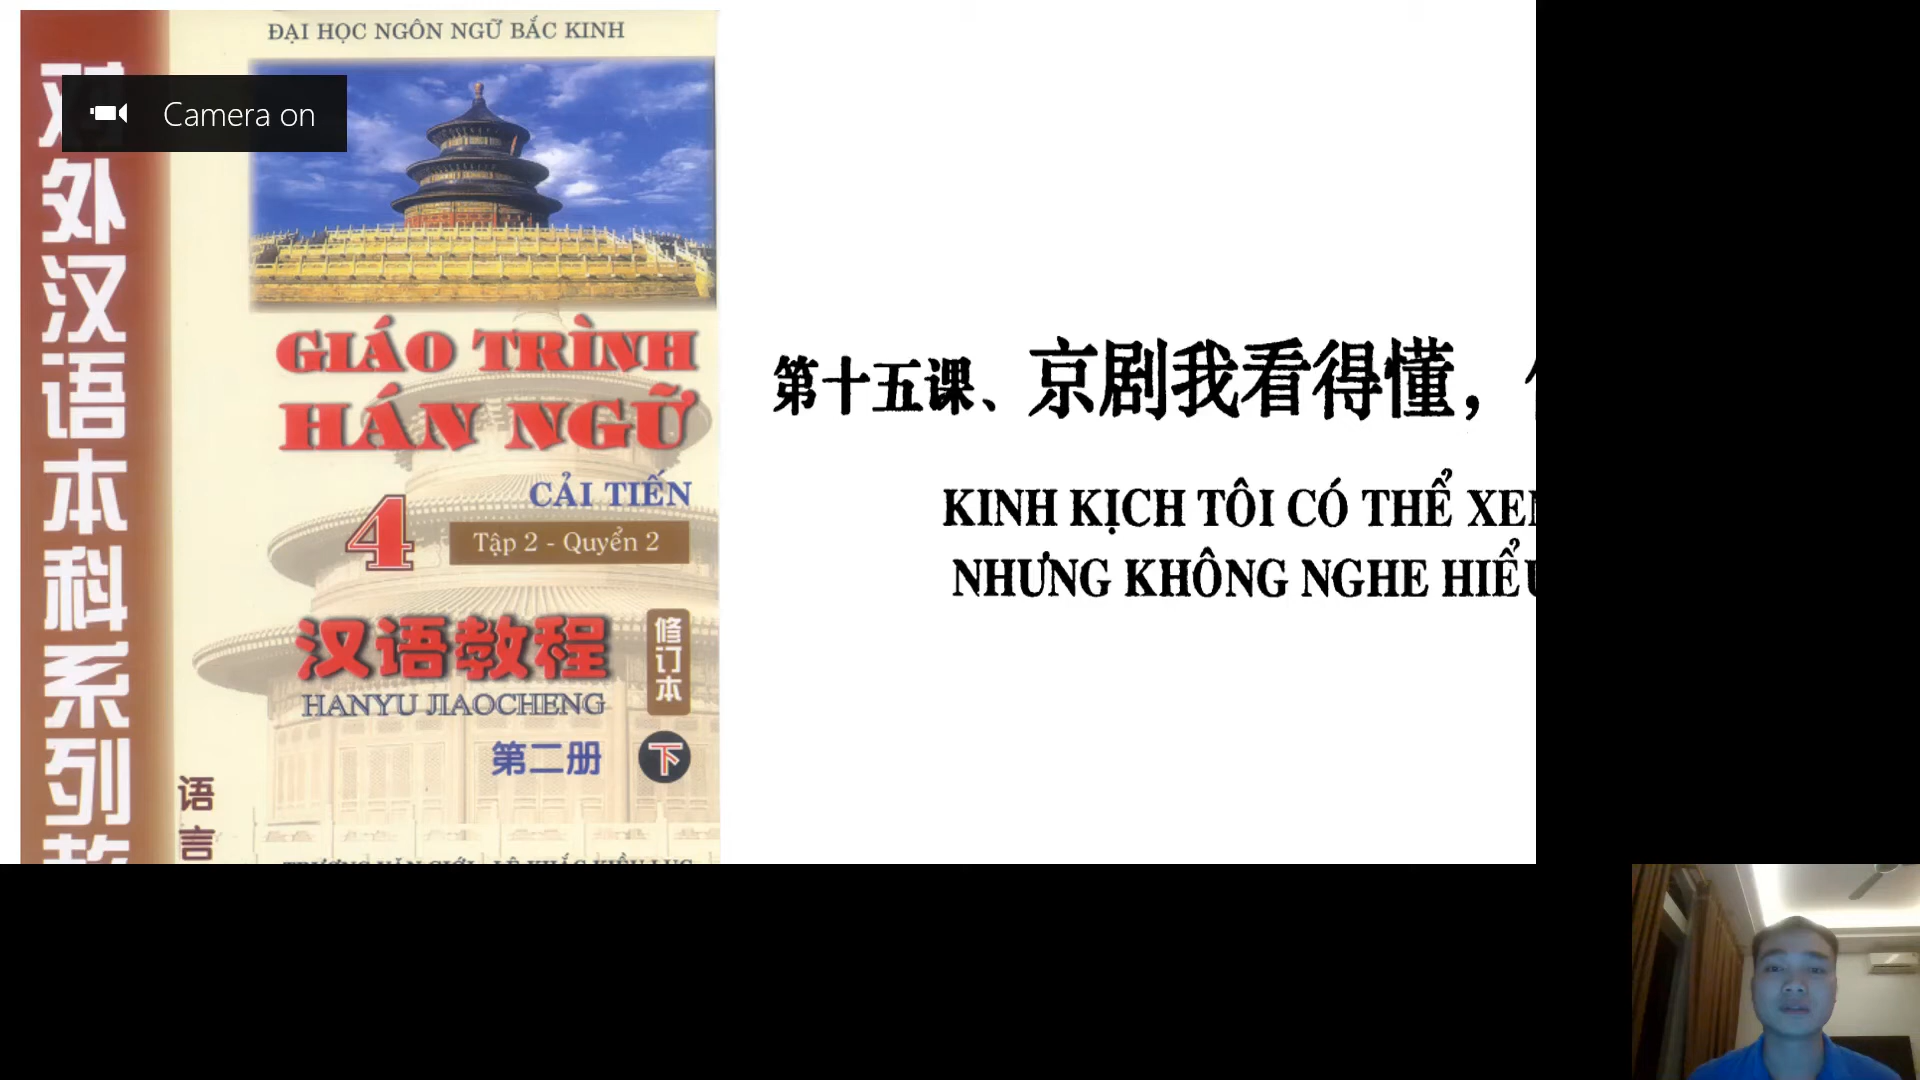 ĐẠI HỌC NGÔN NGỮ BẮC KINH
Camera on
外汉语本科系列
GIÁO TRÌNH
HÁN NGỮ
CẢI TIẾN
4
Tập 2 - Quyển 2
汉语教程
修订本
HANYU JIAOCHENG
第二册
下
语言
第十五课、京剧我看得懂，
KINH KỊCH TÔI CÓ THỂ
NHƯNG KHÔNG NGHE